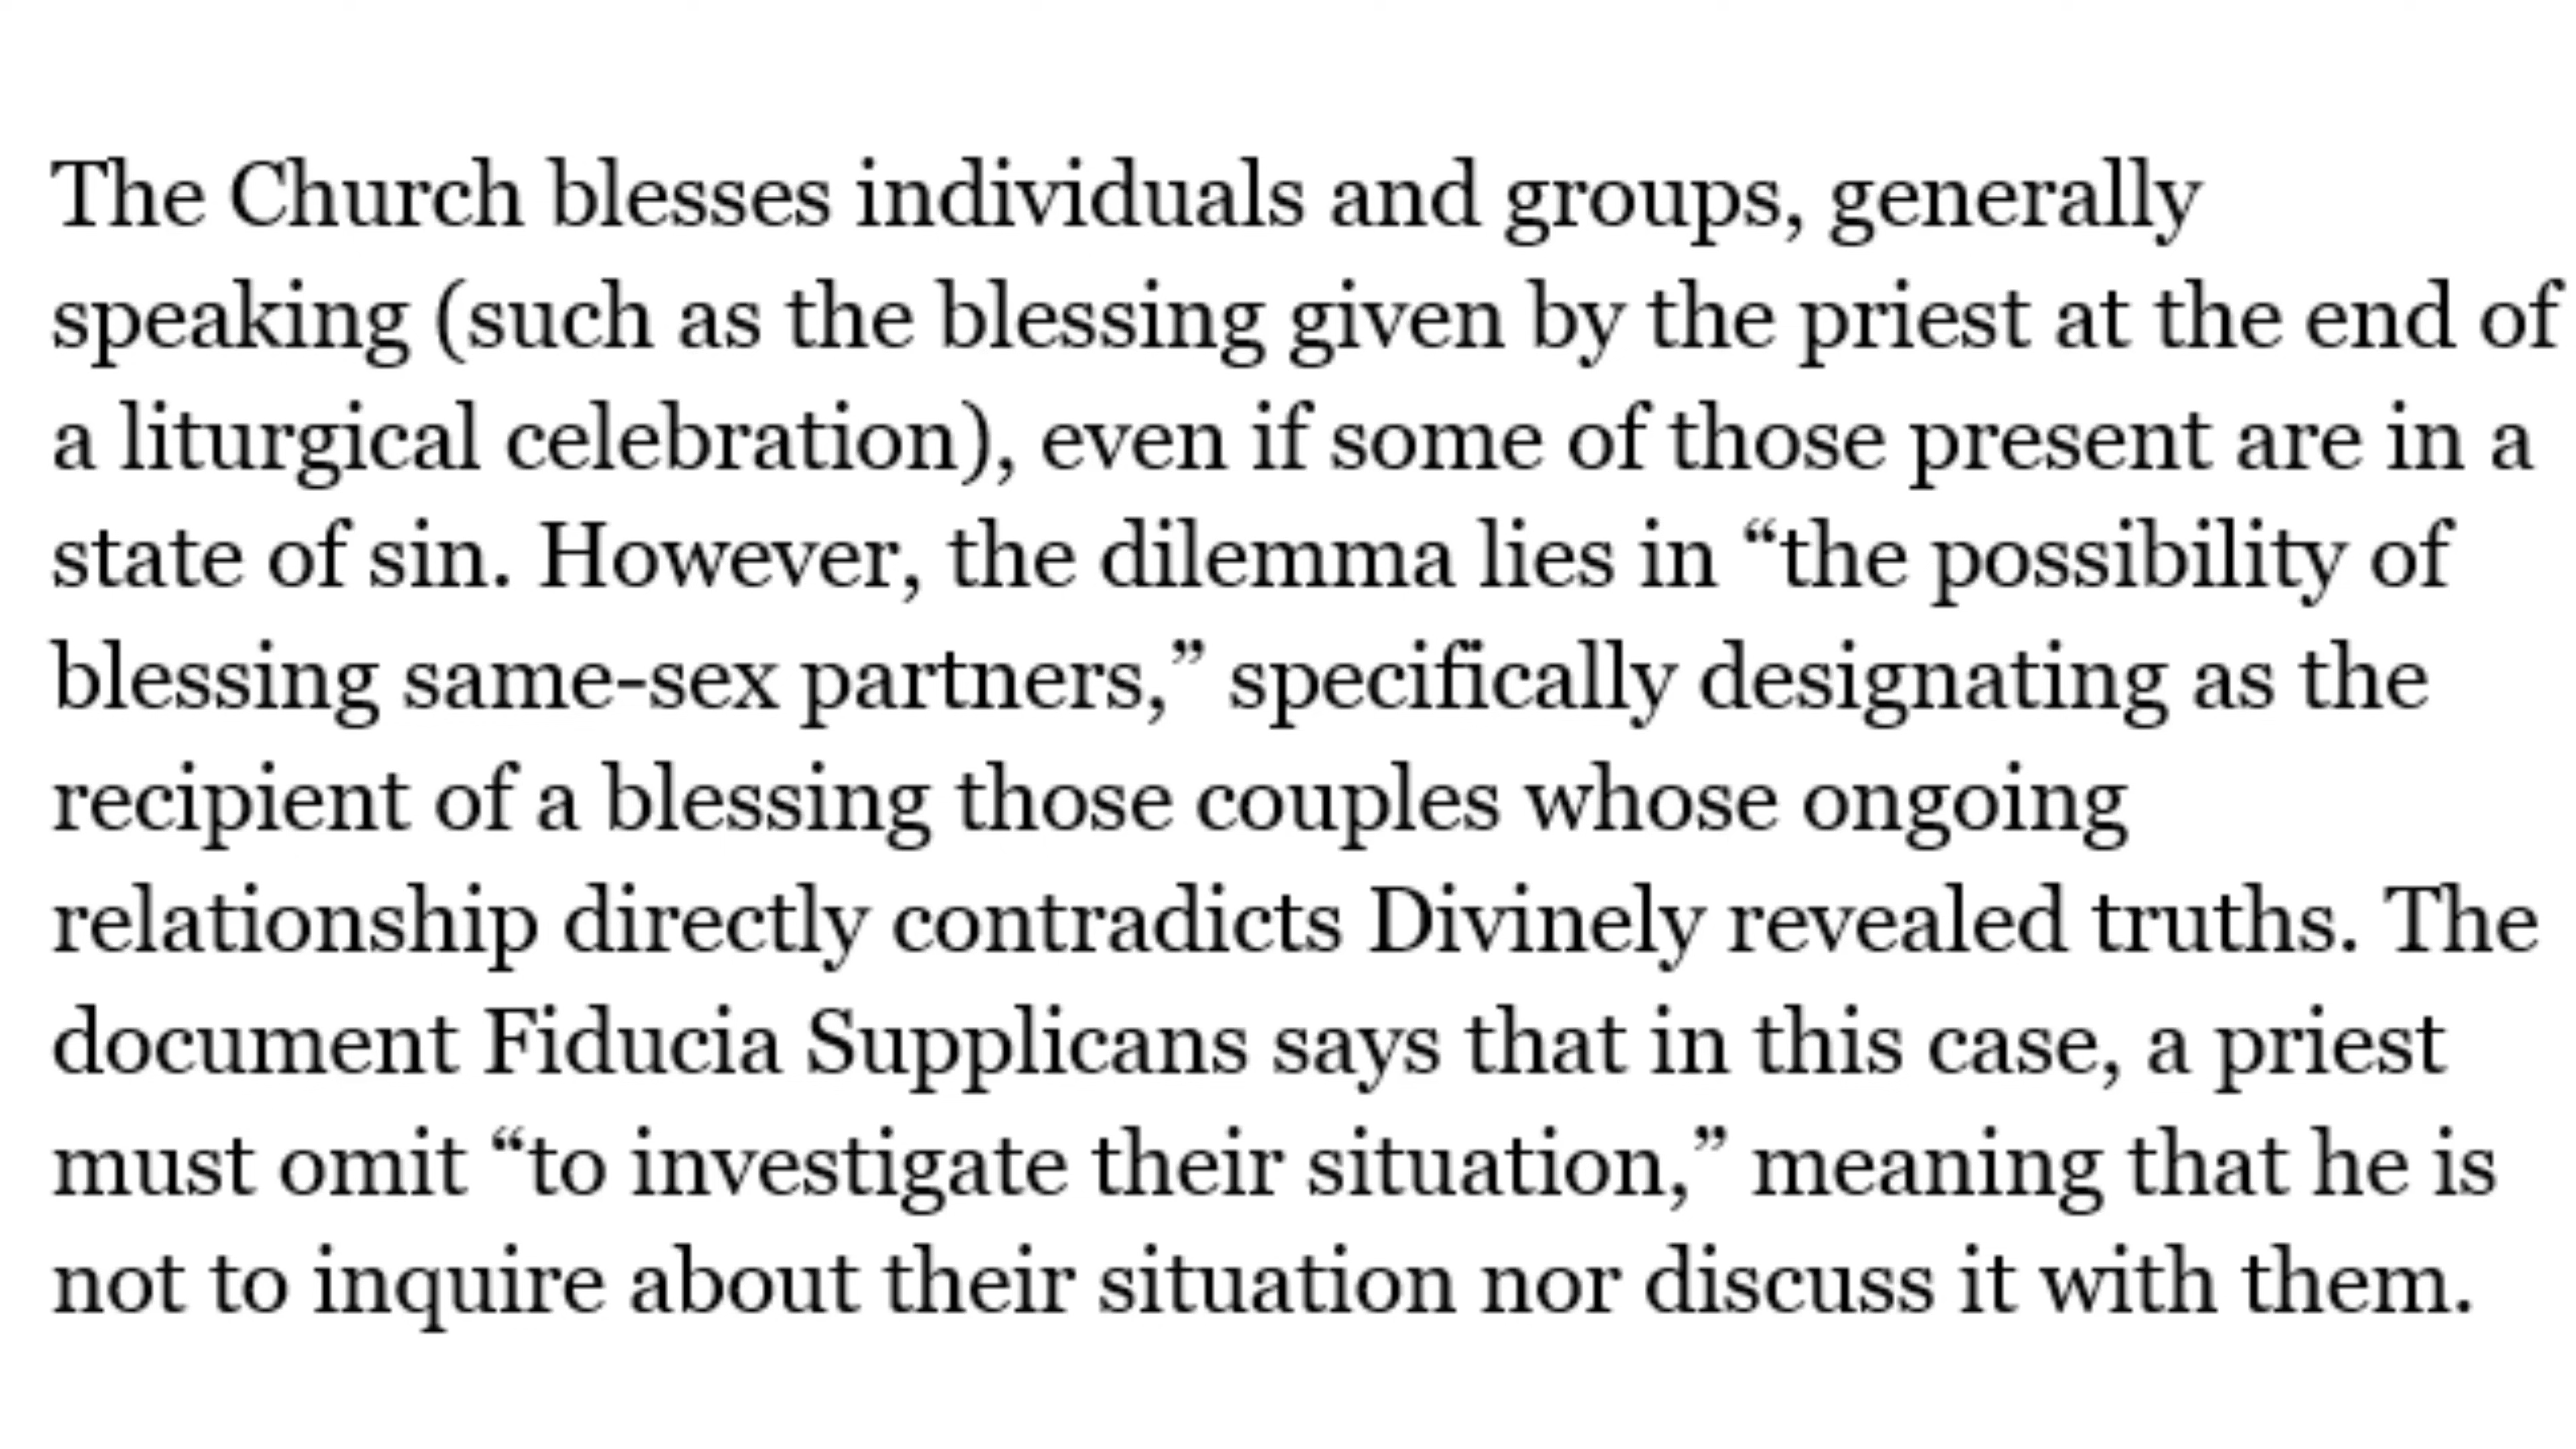 The Church blesses individuals and groups, generally
speaking (such as the blessing given by the priest at the end of
a liturgical celebration), even if some of those present are in a
state of sin. However, the dilemma lies in “the possibility of
blessing same-sex partners,” specifically designating as the
recipient of a blessing those couples whose ongoing
relationship directly contradicts Divinely revealed truths. The
document Fiducia Supplicans says that in this case, a priest
must omit “to investigate their situation,” meaning that he is
not to inquire about their situation nor discuss it with them.